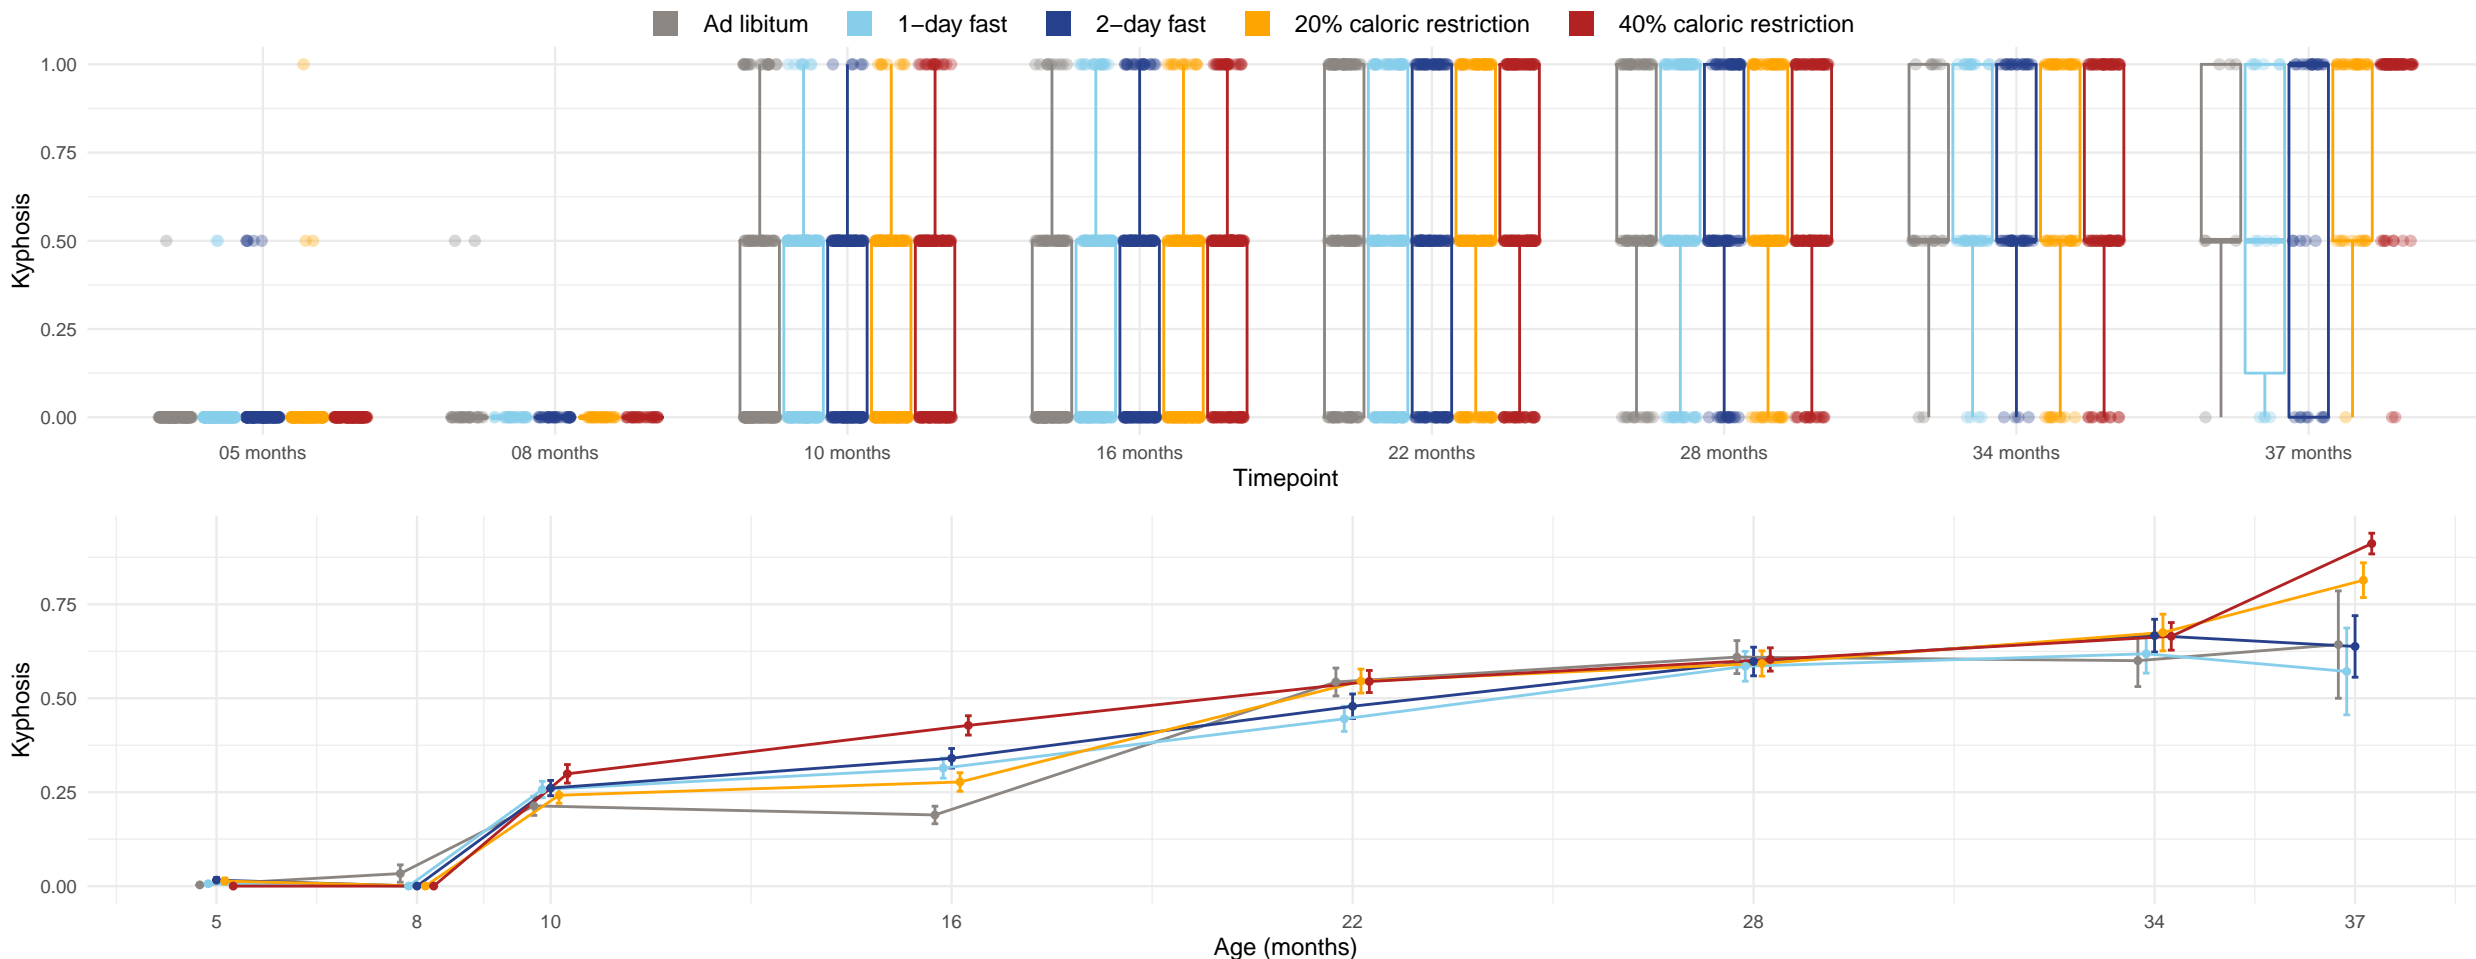 Ad libitum 1−day fast 2−day fast 20% caloric restriction 40% caloric restriction
1.00
0.75
0.50
0.25
0.00
Kyphosis
05 months 08 months 10 months 16 months 22 months 28 months 34 months 37 months
Timepoint
0.75
0.50
0.25
0.00
Kyphosis
5 8 10 16 22 28 34 37
Age (months)